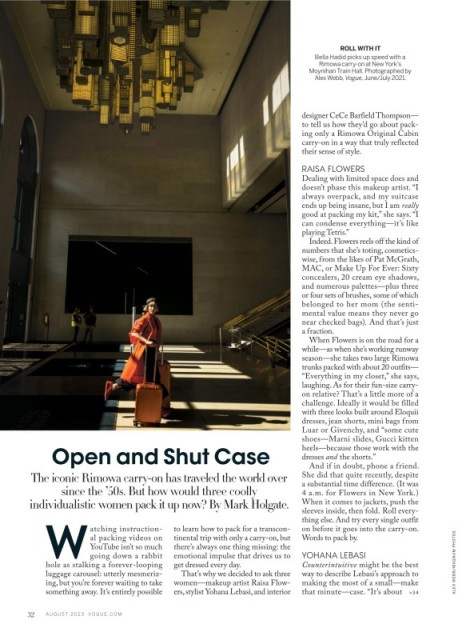 ROLL WITH IT
Bella Hadid picks up speed with a
Rimowa carry-on at New York's
Moynihan Train Hall. Photographed by
Alex Webb, Vogue, June/July 2021.
Open and Shut Case
The iconic Rimowa carry-on has traveled the world over
since the '50s. But how would three coolly
individualistic women pack it up now? By Mark Holgate.
Watching instruction-
al packing videos on
YouTube isn't so much
going down a rabbit
hole as stalking a forever-looping
luggage carousel: utterly mesmeriz-
ing, but you're forever waiting to take
something away. It's entirely possible
to learn how to pack for a transcon-
tinental trip with only a carry-on, but
there's always one thing missing: the
emotional impulse that drives us to
get dressed every day.
That's why we decided to ask three
women—makeup artist Raisa Flow-
ers, stylist Yohana Lebasi, and interior
designer CeCe Barfield Thompson—
to tell us how they'd go about pack-
ing only a Rimowa Original Cabin
carry-on in a way that truly reflected
their sense of style.
RAISA FLOWERS
Dealing with limited space does and
doesn't phase this makeup artist. "I
always overpack, and my suitcase
ends up being insane, but I am really
good at packing my kit," she says. "I
can condense everything—it's like
playing Tetris."
Indeed. Flowers reels off the kind of
numbers that she's toting, cosmetics-
wise, from the likes of Pat McGrath,
MAC, or Make Up For Ever: Sixty
concealers, 20 cream eye shadows,
and numerous palettes—plus three
or four sets of brushes, some of which
belonged to her mom (the senti-
mental value means they never go
near checked bags). And that's just
a fraction.
When Flowers is on the road for a
while—as when she's working runway
season—she takes two large Rimowa
trunks packed with about 20 outfits—
"Everything in my closet," she says,
laughing. As for their fun-size carry-
on relative? That's a little more of a
challenge. Ideally it would be filled
with three looks built around Eloquii
dresses, jean shorts, mini bags from
Luar or Givenchy, and "some cute
shoes—Marni slides, Gucci kitten
heels—because those work with the
dresses and the shorts."
And if in doubt, phone a friend.
She did that quite recently, despite
a substantial time difference. (It was
4 a.m. for Flowers in New York.)
When it comes to jackets, push the
sleeves inside, then fold. Roll every-
thing else. And try every single outfit
on before it goes into the carry-on.
Words to pack by.
YOHANA LEBASI
Counterintuitive might be the best
way to describe Lebasi's approach to
making the most of a small—make
that minute—case. "It's about >34
32 AUGUST 2023 VOGUE.COM
ALEX WEBB/MAGNUM PHOTOS